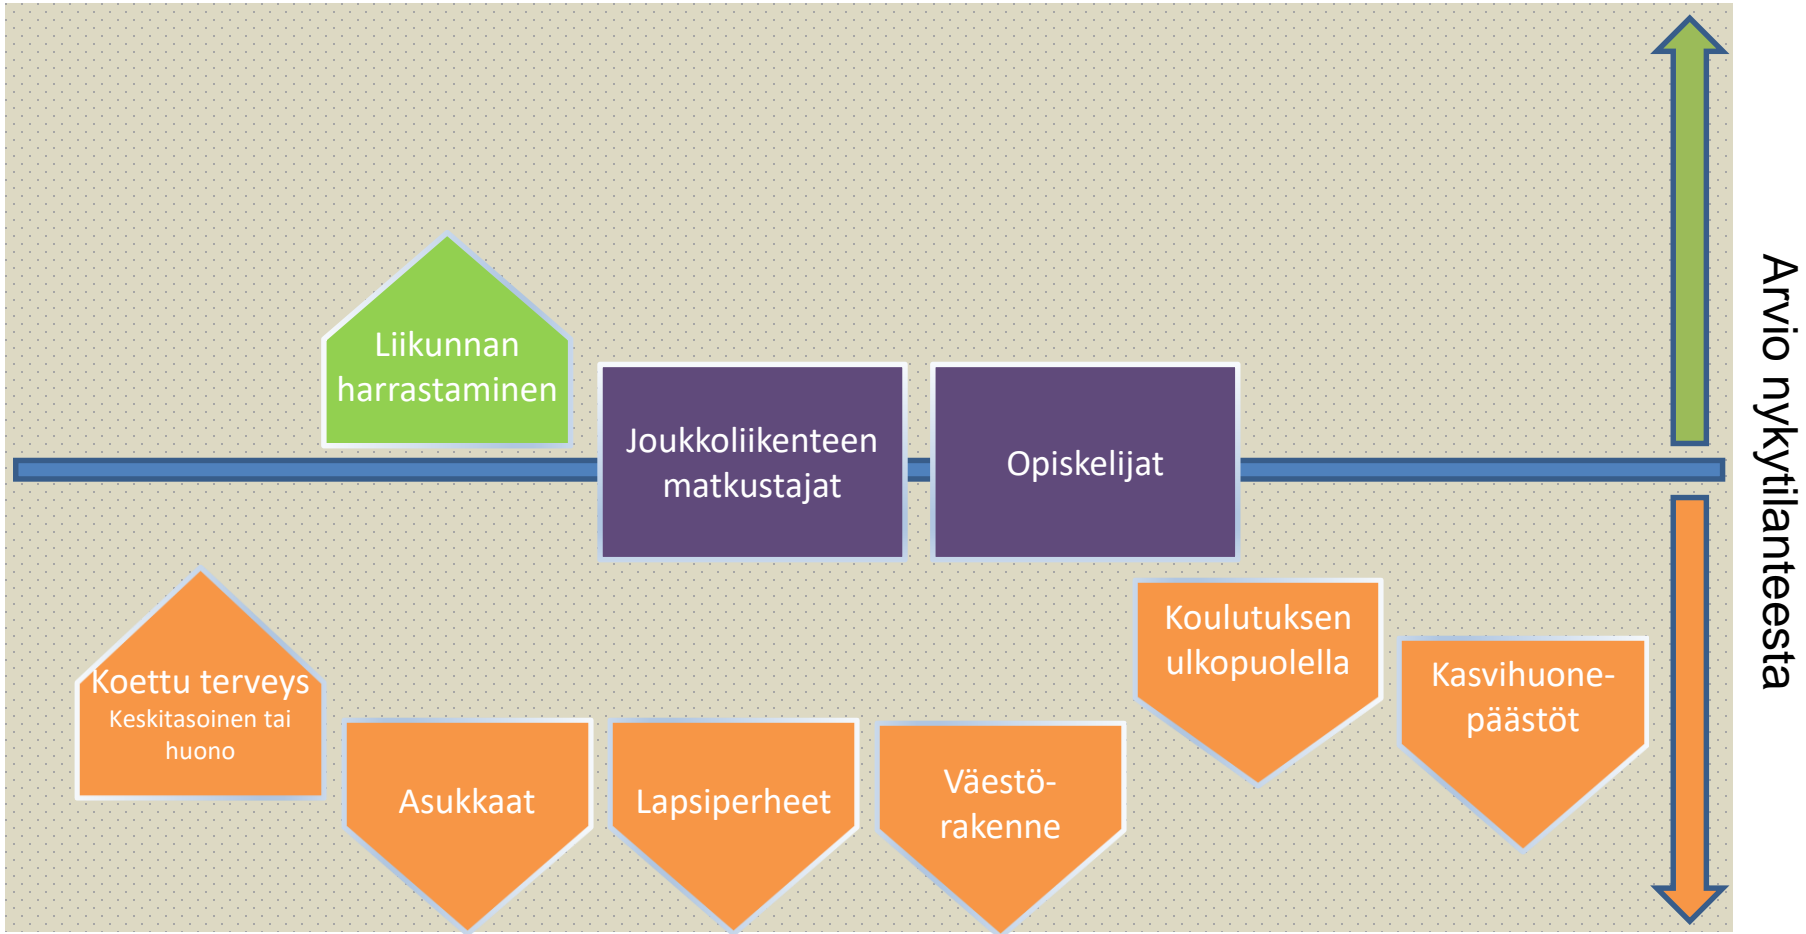 Liikunnan
harrastaminen
Joukkoliikenteen
matkustajat
Opiskelijat
Koettu terveys
Keskitasoinen tai
huono
Asukkaat
Lapsiperheet
Väestö-
rakenne
Koulutuksen
ulkopuolella
Kasvihuone-
päästöt
Arvio nykytilanteesta